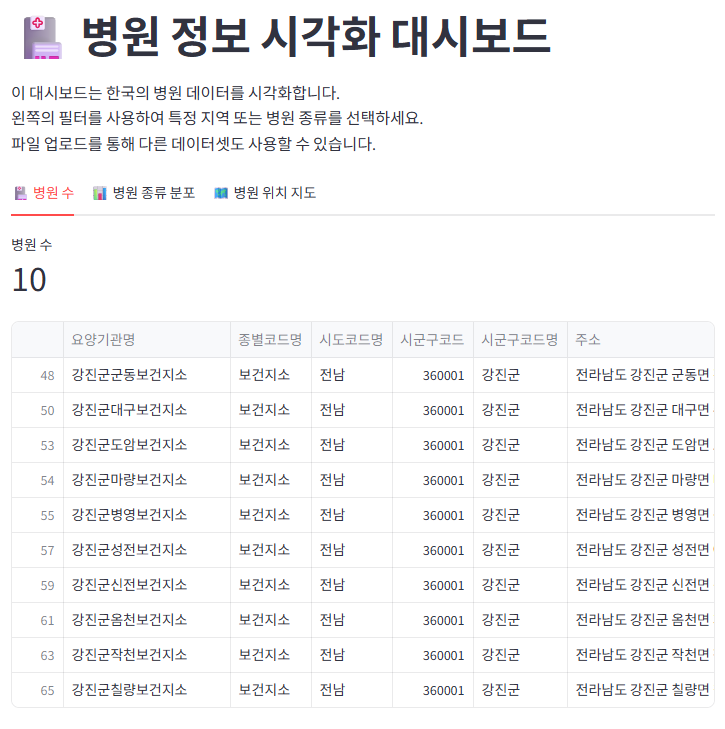 병원 정보 시각화 대시보드
이 대시보드는 한국의 병원 데이터를 시각화합니다.
왼쪽의 필터를 사용하여 특정 지역 또는 병원 종류를 선택하세요.
파일 업로드를 통해 다른 데이터셋도 사용할 수 있습니다.
병원 수 병원 종류 분포 병원 위치 지도
병원 수
10
요양기관명 종별코드명 시도코드명 시군구코드 시군구코드명 주소
48 강진군군동보건지소 보건지소 전남 360001 강진군 전라남도 강진군 군동면
50 강진군대구보건지소 보건지소 전남 360001 강진군 전라남도 강진군 대구면
53 강진군도암보건지소 보건지소 전남 360001 강진군 전라남도 강진군 도암면
54 강진군마량보건지소 보건지소 전남 360001 강진군 전라남도 강진군 마량면
55 강진군병영보건지소 보건지소 전남 360001 강진군 전라남도 강진군 병영면
57 강진군성전보건지소 보건지소 전남 360001 강진군 전라남도 강진군 성전면
59 강진군신전보건지소 보건지소 전남 360001 강진군 전라남도 강진군 신전면
61 강진군옴천보건지소 보건지소 전남 360001 강진군 전라남도 강진군 옴천면
63 강진군작천보건지소 보건지소 전남 360001 강진군 전라남도 강진군 작천면
65 강진군칠량보건지소 보건지소 전남 360001 강진군 전라남도 강진군 칠량면